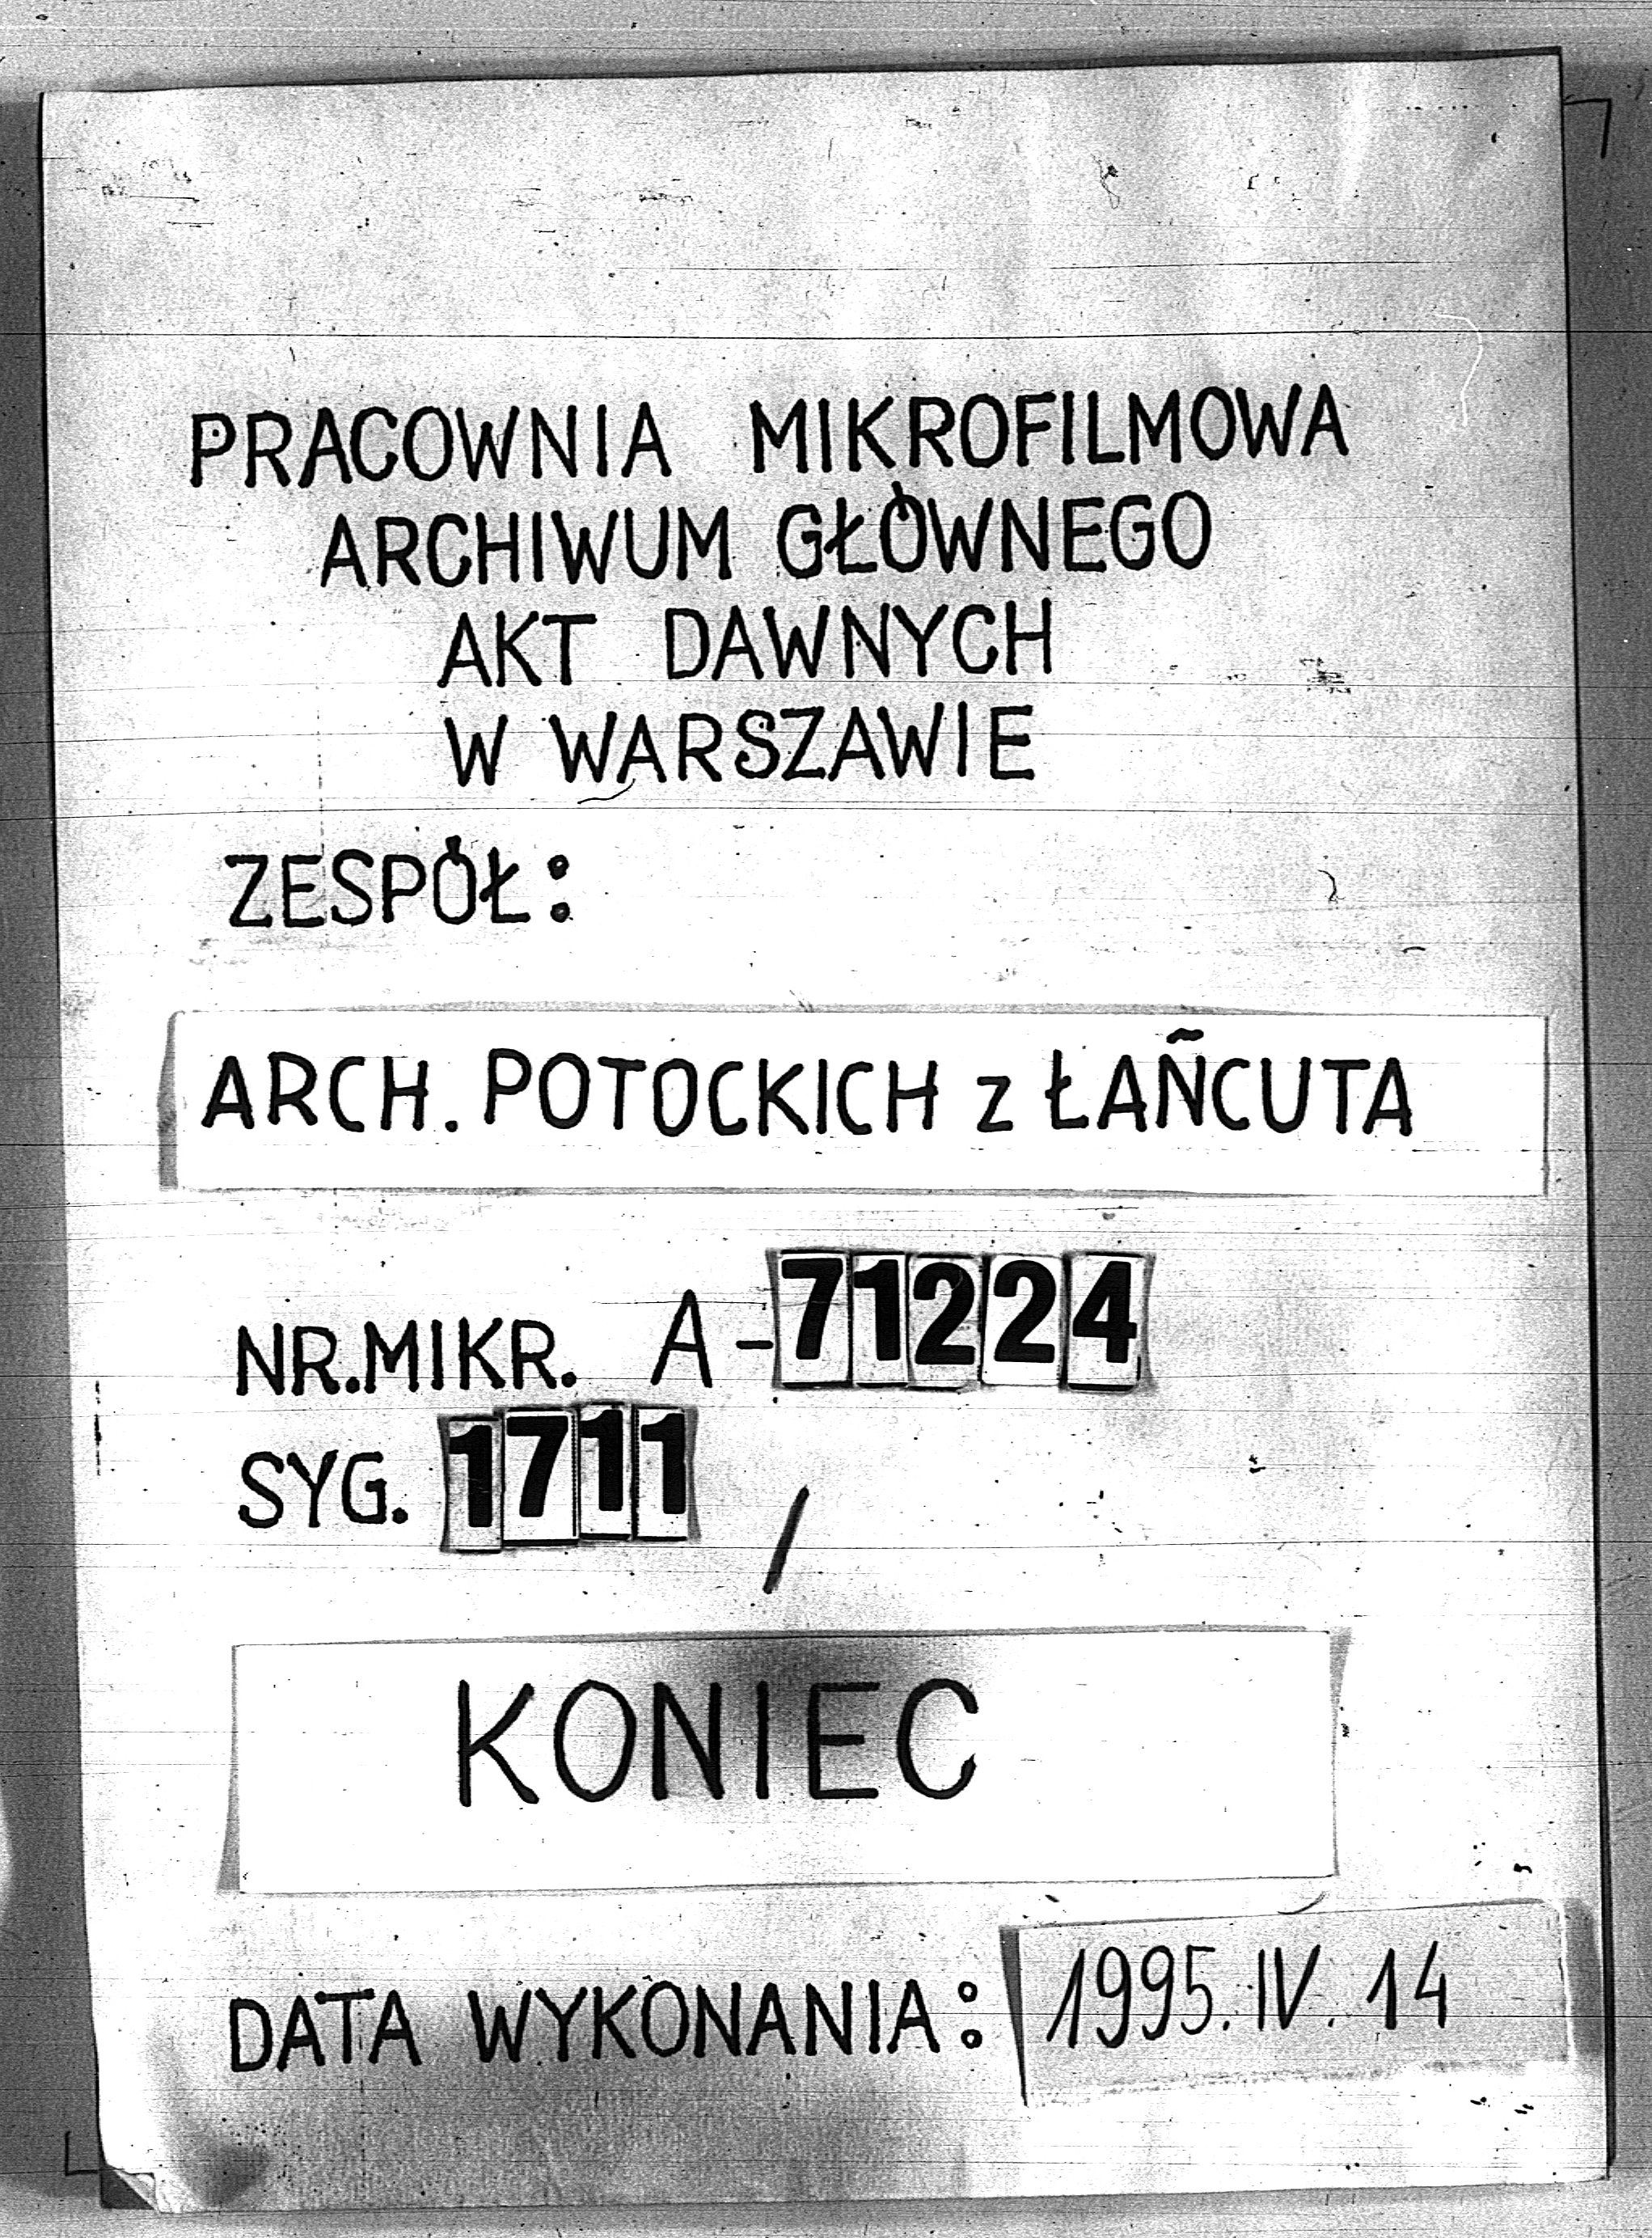 PRACOWNIA MIKROFILMOWA
ARCHIWUM GŁÓWNEGO
AKT DAWNYCH
W WARSZAWIE
ZESPÓŁ:
ARCH. POTOCKICH z ŁAŃCUTA
NR. MIKR. A-71224
SYG. 1711 /
KONIEC
DATA WYKONANIA: 1995. IV. 14